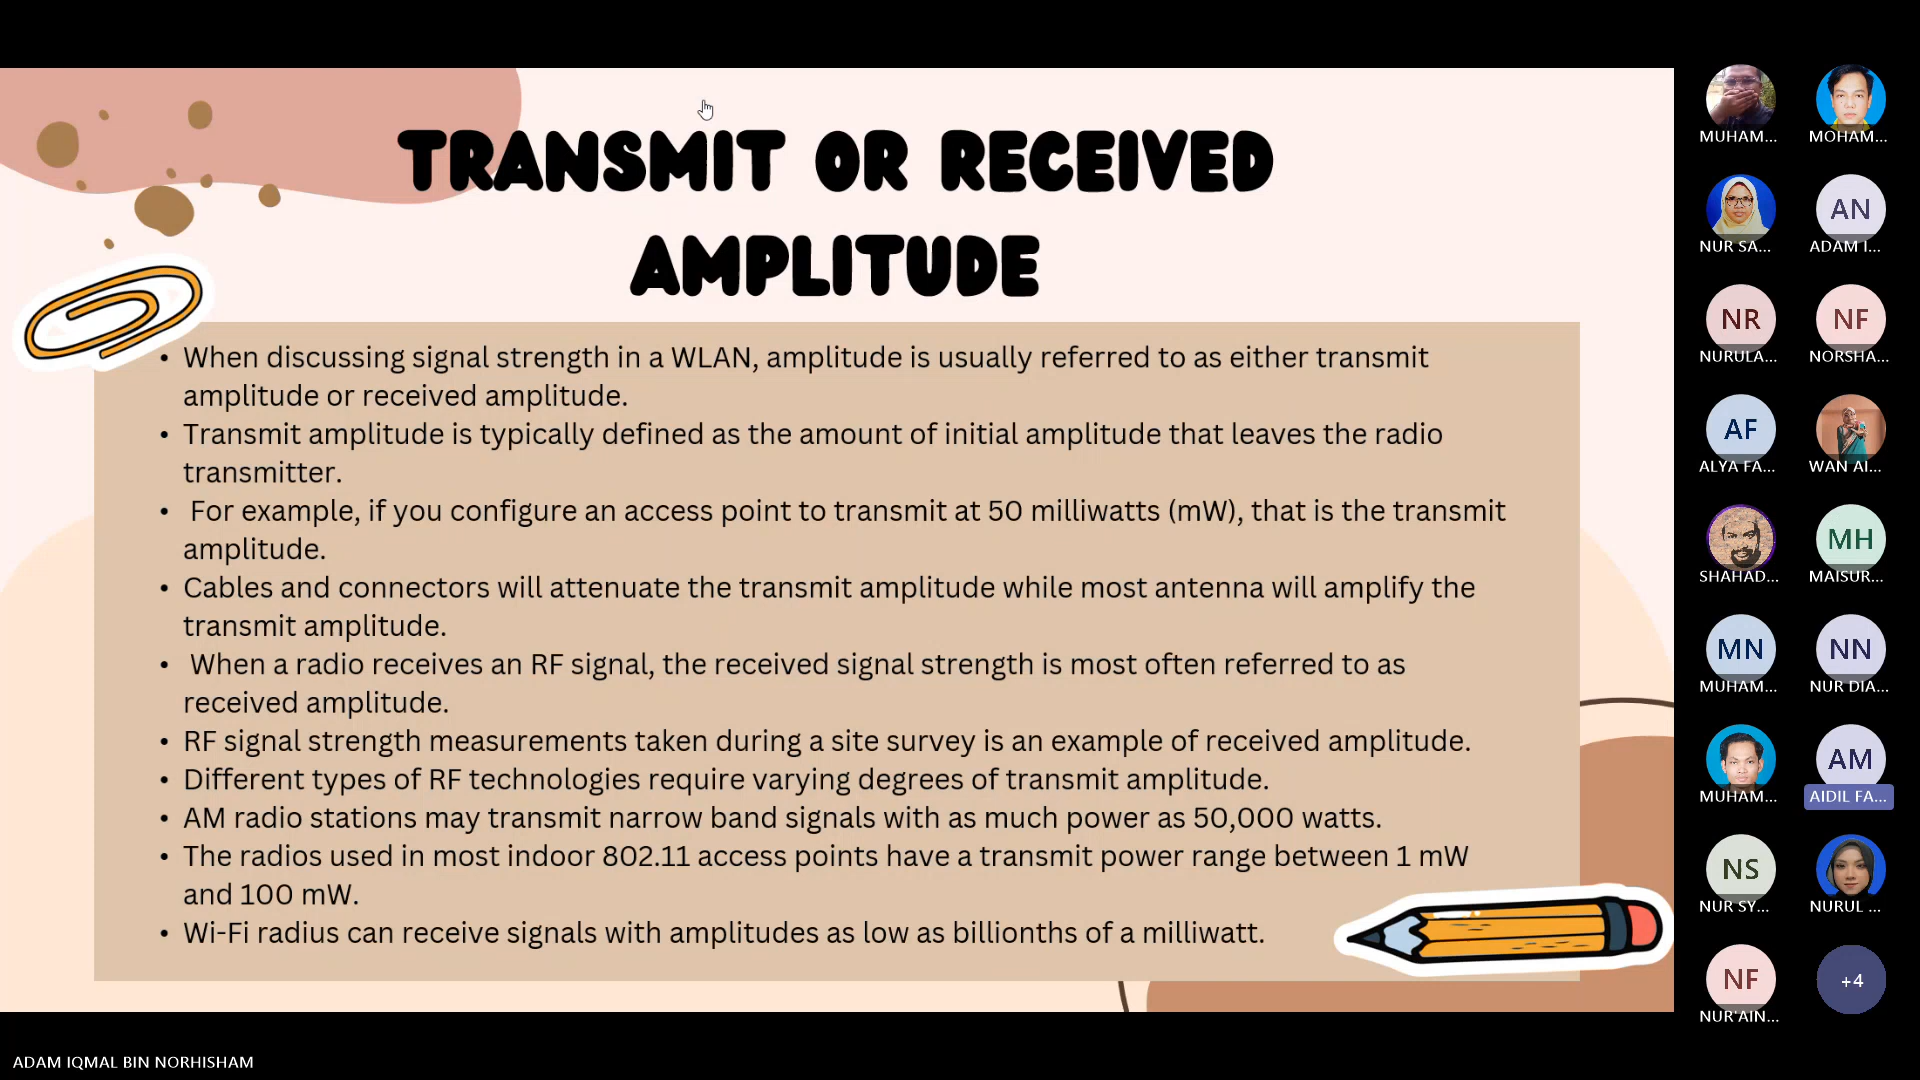 TRANSMIT OR RECEIVED
AMPLITUDE
• When discussing signal strength in a WLAN, amplitude is usually referred to as either transmit
amplitude or received amplitude.
• Transmit amplitude is typically defined as the amount of initial amplitude that leaves the radio
transmitter.
• For example, if you configure an access point to transmit at 50 milliwatts (mW), that is the transmit
amplitude.
• Cables and connectors will attenuate the transmit amplitude while most antenna will amplify the
transmit amplitude.
• When a radio receives an RF signal, the received signal strength is most often referred to as
received amplitude.
• RF signal strength measurements taken during a site survey is an example of received amplitude.
• Different types of RF technologies require varying degrees of transmit amplitude.
• AM radio stations may transmit narrow band signals with as much power as 50,000 watts.
• The radios used in most indoor 802.11 access points have a transmit power range between 1 mW
and 100 mW.
• Wi-Fi radius can receive signals with amplitudes as low as billionths of a milliwatt.
MUHAM...
MOHAM...
NUR SA...
AN
ADAM I...
NR
NURULA...
NF
NORSHA...
AF
ALYA FA...
WAN AI...
SHAHAD...
MH
MAISUR...
MN
MUHAM...
NN
NUR DIA...
MUHAM...
AM
AIDIL FA...
NS
NUR SY...
NURUL ...
NF
NUR'AIN...
+4
ADAM IQMAL BIN NORHISHAM